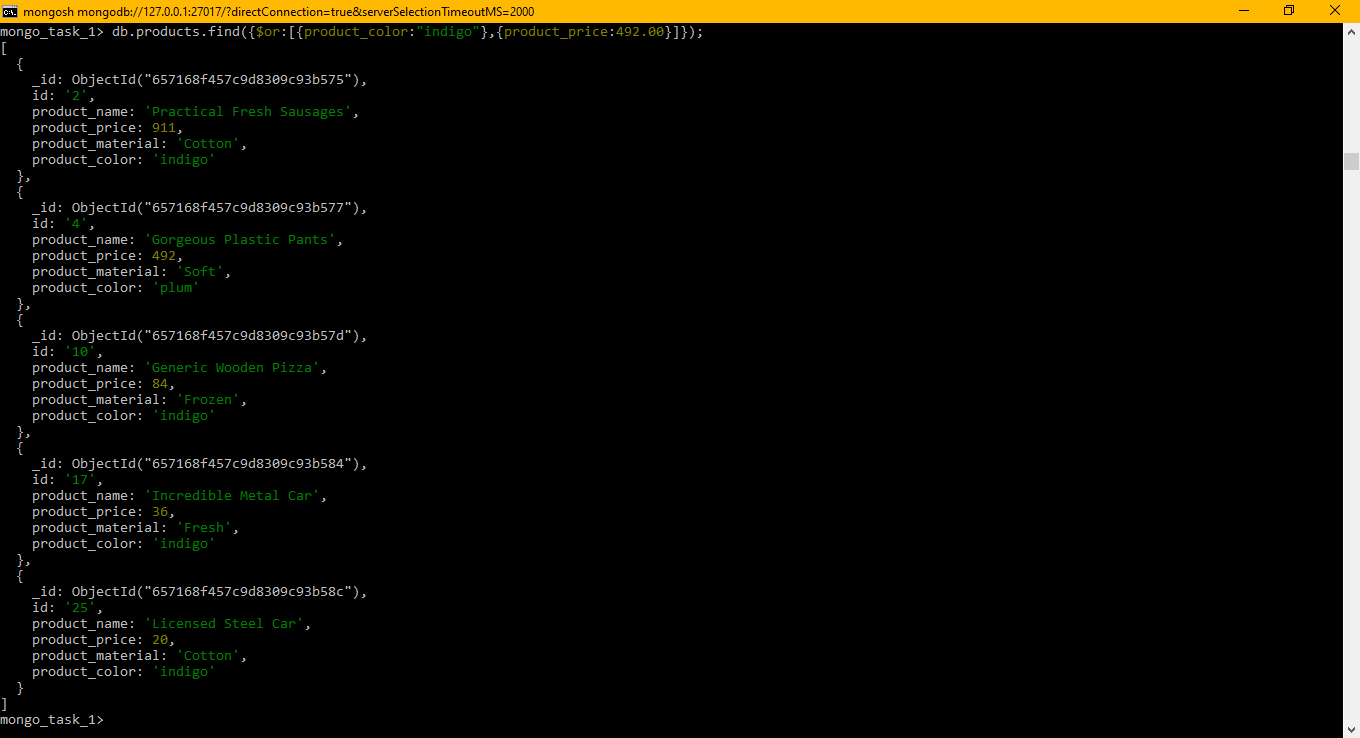 mongosh mongodb://127.0.0.1:27017/?directConnection=true&serverSelectionTimeoutMS=2000
mongo_task_1> db.products.find({$or:[{product_color:"indigo"},{product_price:492.00}]});
[
  {
    _id: ObjectId("657168f457c9d8309c93b575"),
    id: '2',
    product_name: 'Practical Fresh Sausages',
    product_price: 911,
    product_material: 'Cotton',
    product_color: 'indigo'
  },
  {
    _id: ObjectId("657168f457c9d8309c93b577"),
    id: '4',
    product_name: 'Gorgeous Plastic Pants',
    product_price: 492,
    product_material: 'Soft',
    product_color: 'plum'
  },
  {
    _id: ObjectId("657168f457c9d8309c93b57d"),
    id: '10',
    product_name: 'Generic Wooden Pizza',
    product_price: 84,
    product_material: 'Frozen',
    product_color: 'indigo'
  },
  {
    _id: ObjectId("657168f457c9d8309c93b584"),
    id: '17',
    product_name: 'Incredible Metal Car',
    product_price: 36,
    product_material: 'Fresh',
    product_color: 'indigo'
  },
  {
    _id: ObjectId("657168f457c9d8309c93b58c"),
    id: '25',
    product_name: 'Licensed Steel Car',
    product_price: 20,
    product_material: 'Cotton',
    product_color: 'indigo'
  }
]
mongo_task_1>